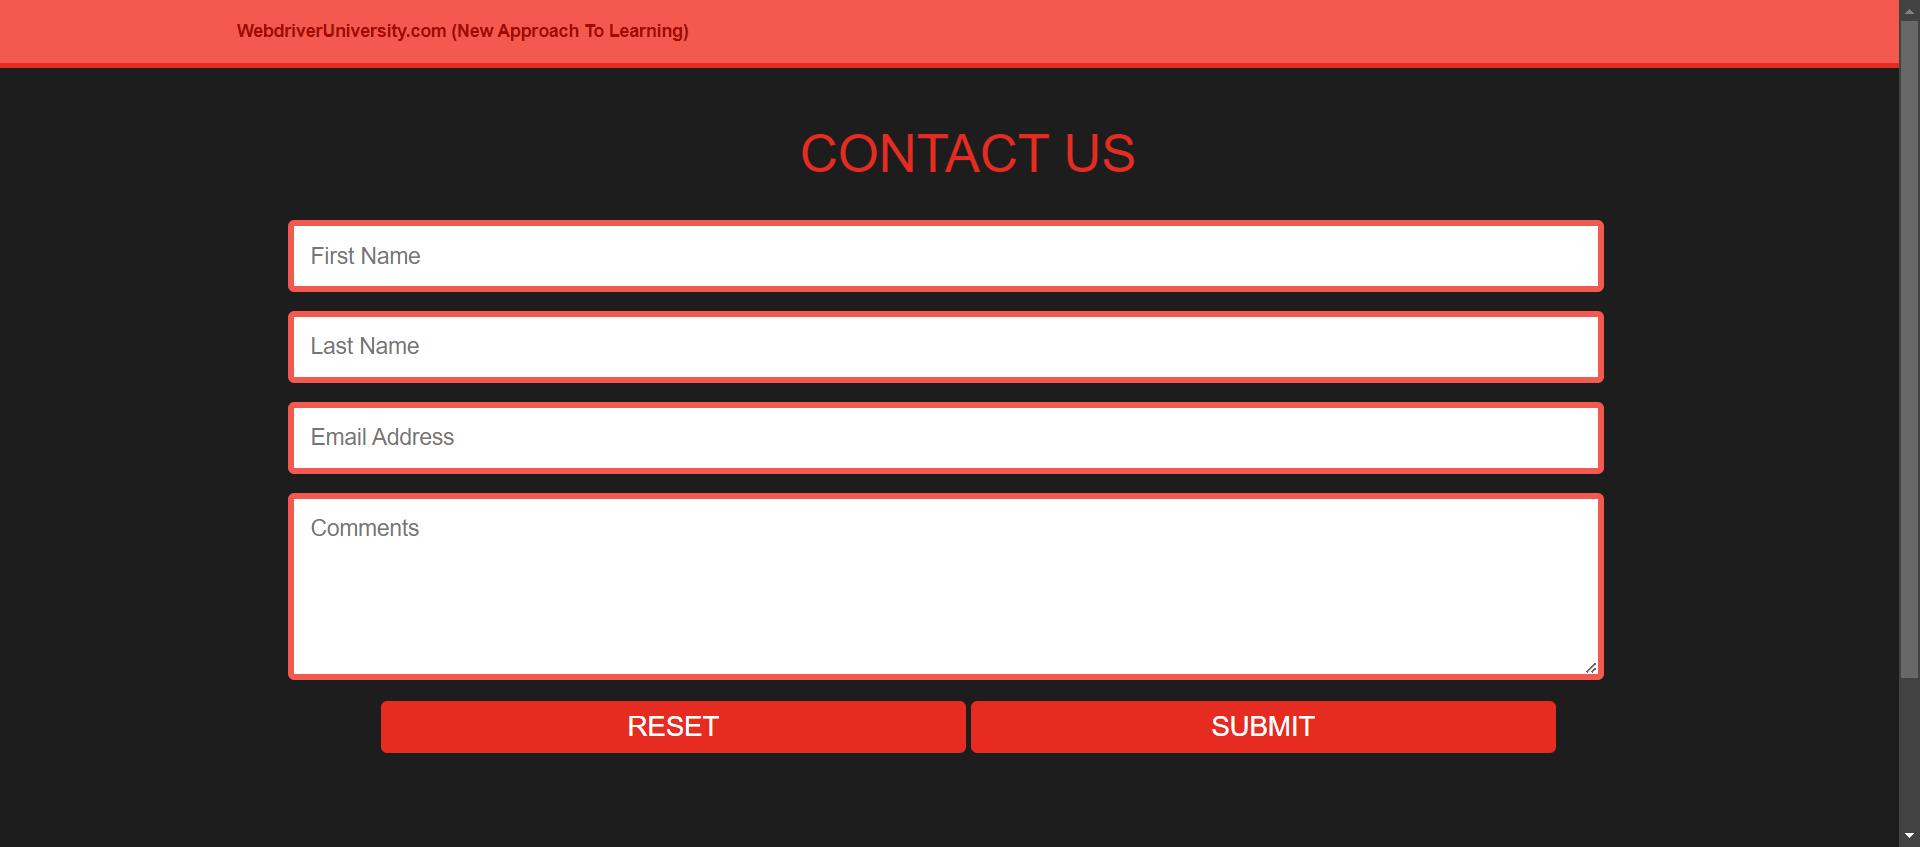 WebdriverUniversity.com (New Approach To Learning)
CONTACT US
First Name
Last Name
Email Address
Comments
RESET SUBMIT